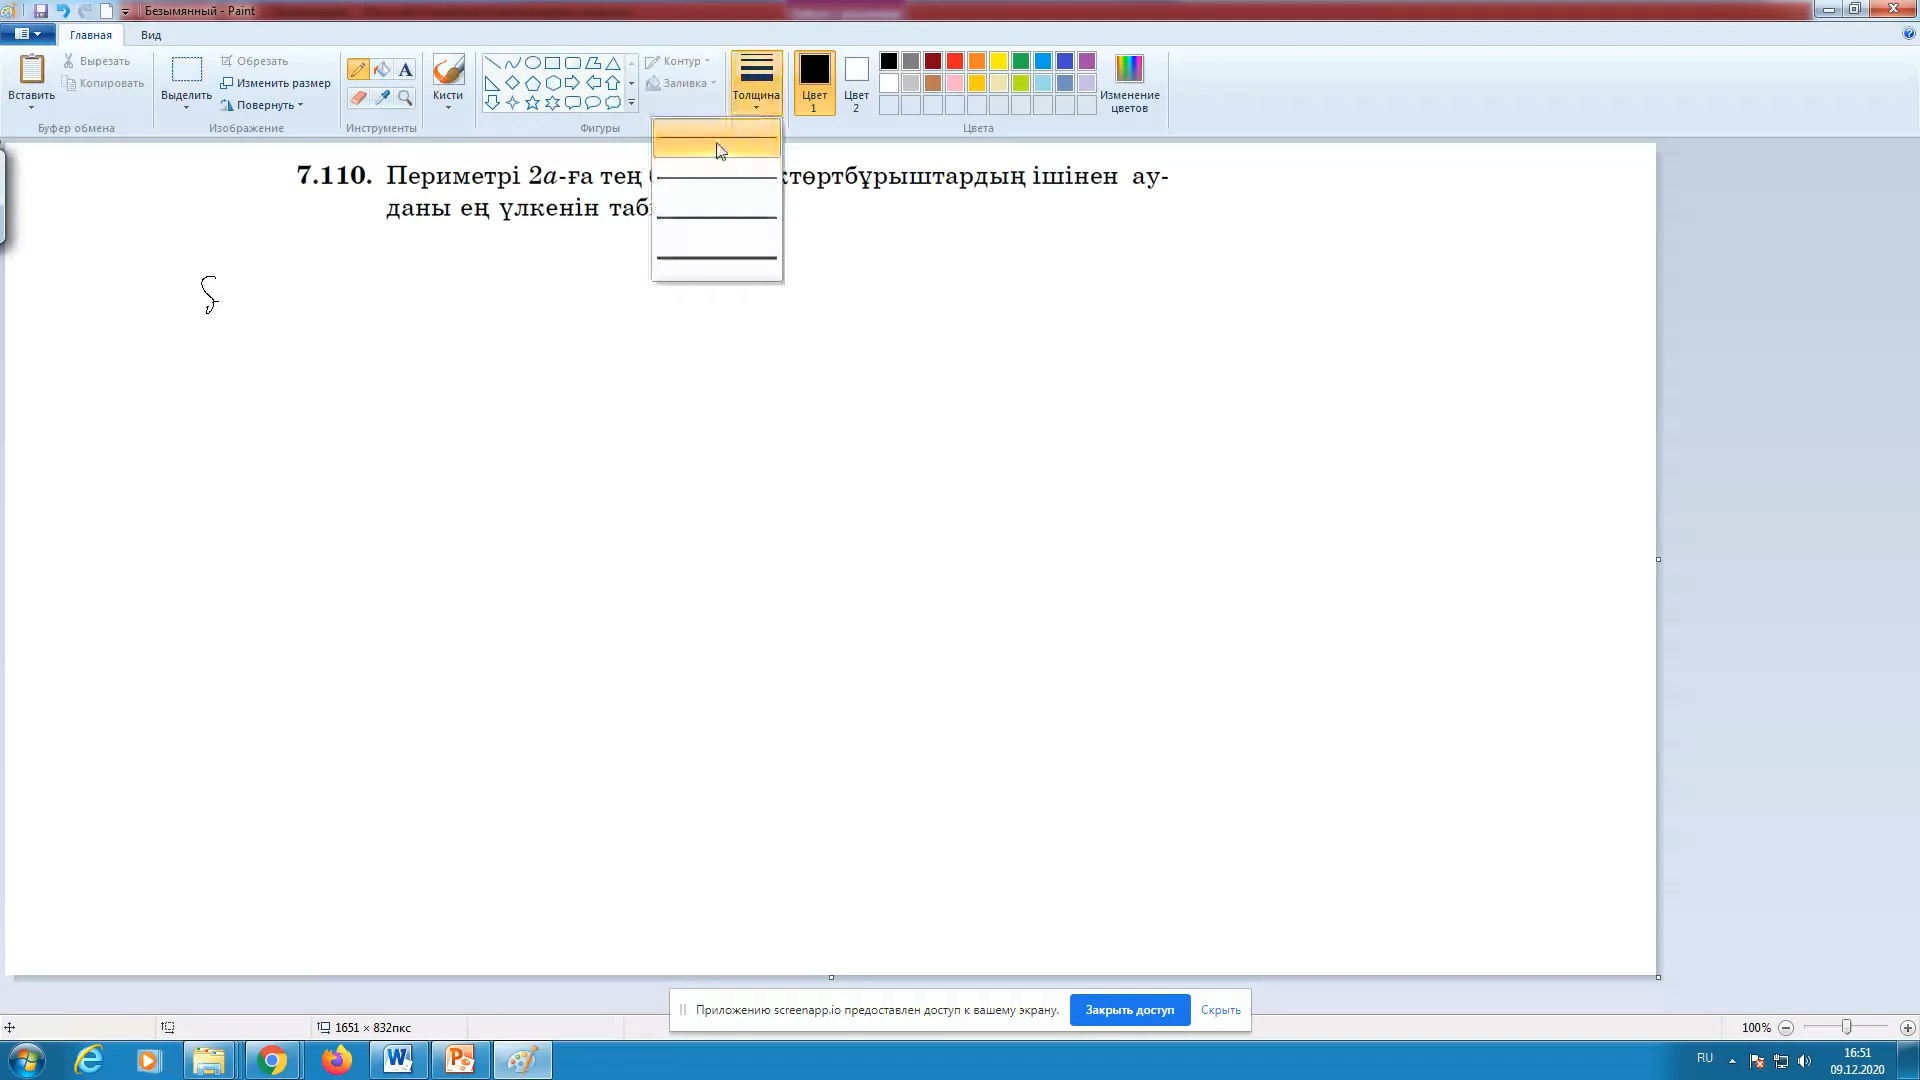 Безымянный - Paint
Главная Вид
Вставить
Вырезать
Копировать
Буфер обмена
Выделить
Обрезать
Изменить размер
Повернуть
Изображение
A
Инструменты
Кисти
Контур
Заливка
Фигуры
Толщина
Цвет 1
Цвет 2
Изменение цветов
Цвета
7.110. Периметрі 2a-ға тең ктөртбұрыштардың ішінен ау-
даны ең үлкенін таб
S
Приложению screenapp.io предоставлен доступ к вашему экрану. Закрыть доступ Скрыть
1651 × 832пкс
100%
RU
16:51
09.12.2020